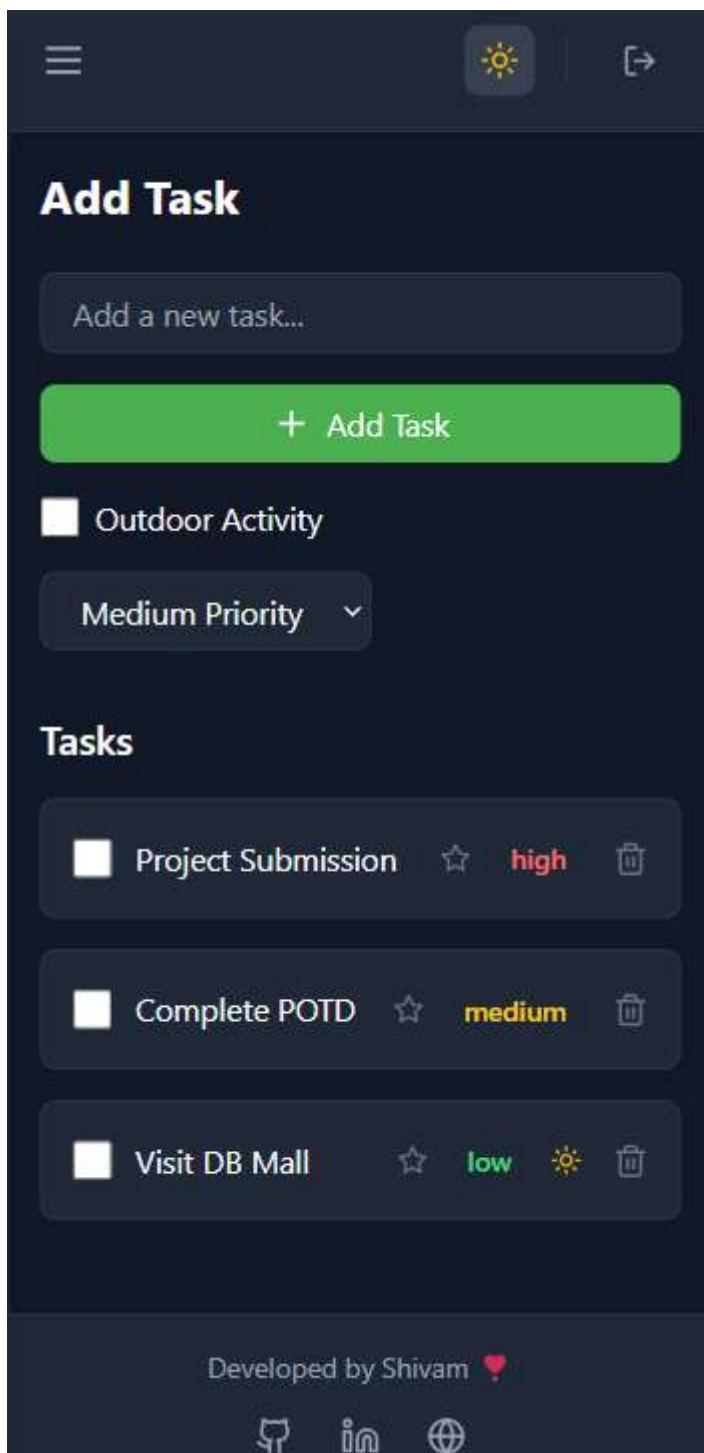 Add Task
Add a new task...
+ Add Task
Outdoor Activity
Medium Priority
Tasks
Project Submission high
Complete POTD medium
Visit DB Mall low
Developed by Shivam
in